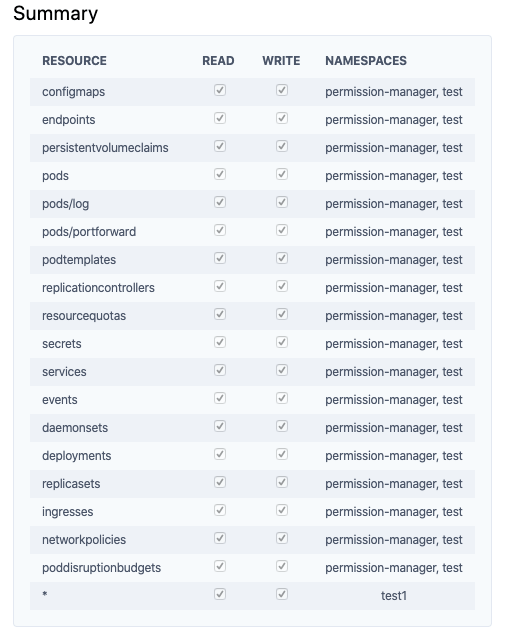 Summary
RESOURCE READ WRITE NAMESPACES
configmaps permission-manager, test
endpoints permission-manager, test
persistentvolumeclaims permission-manager, test
pods permission-manager, test
pods/log permission-manager, test
pods/portforward permission-manager, test
podtemplates permission-manager, test
replicationcontrollers permission-manager, test
resourcequotas permission-manager, test
secrets permission-manager, test
services permission-manager, test
events permission-manager, test
daemonsets permission-manager, test
deployments permission-manager, test
replicasets permission-manager, test
ingresses permission-manager, test
networkpolicies permission-manager, test
poddisruptionbudgets permission-manager, test
* test1